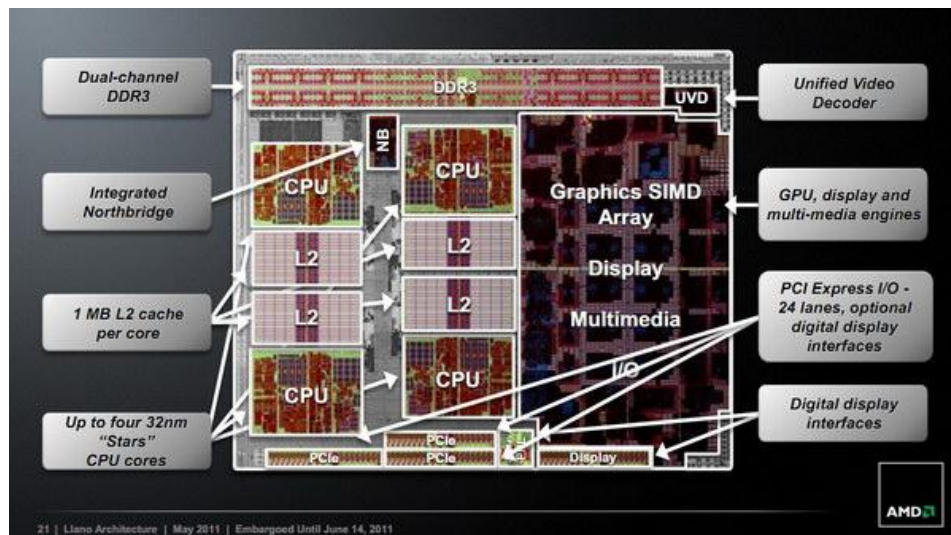 Dual-channel
DDR3
Integrated
Northbridge
1 MB L2 cache
per core
Up to four 32nm
“Stars”
CPU cores
DDR3
UVD
NB
CPU
CPU
L2
L2
L2
L2
CPU
CPU
Graphics SIMD
Array
Display
Multimedia
I/O
PCIe
PCIe
PCIe
Display
Unified Video
Decoder
GPU, display and
multi-media engines
PCI Express I/O -
24 lanes, optional
digital display
interfaces
Digital display
interfaces
AMD
21 | Llano Architecture | May 2011 | Embargoed Until June 14, 2011